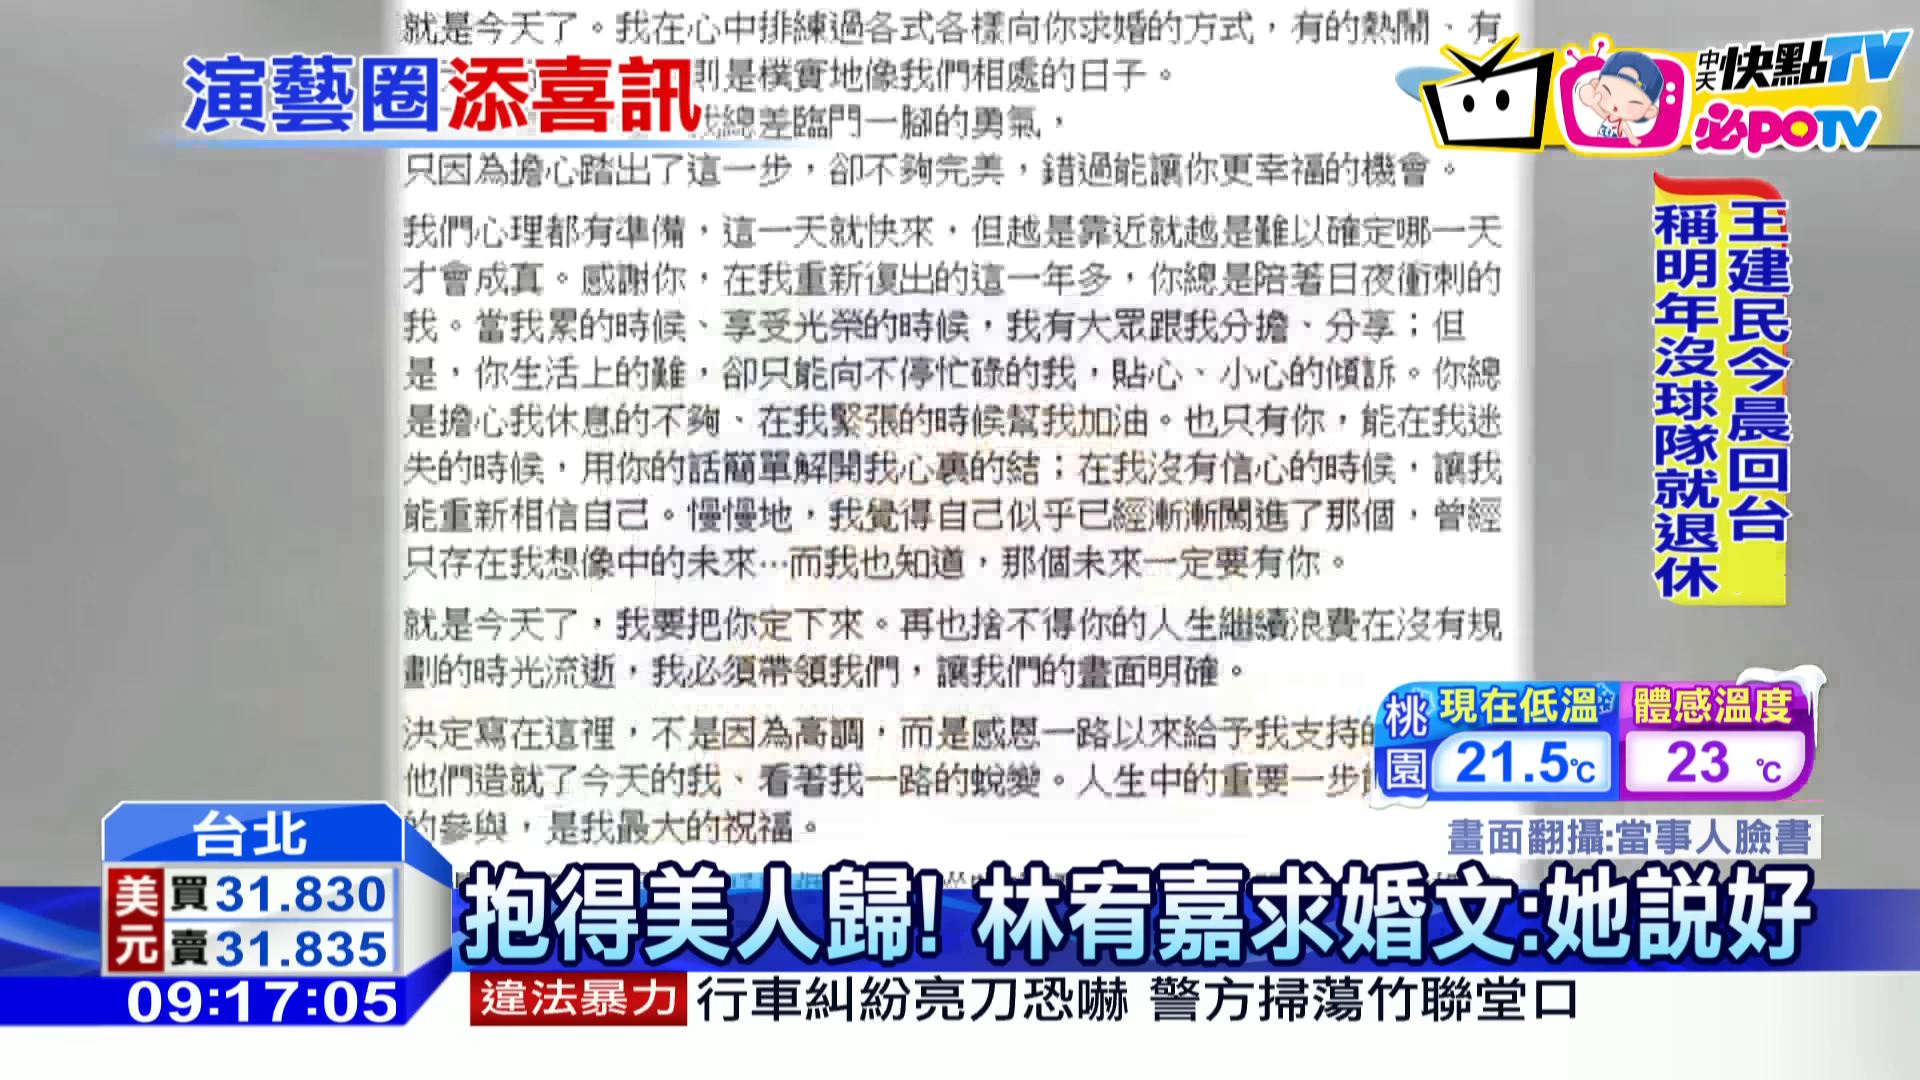 就是今天了。我在心中排練過各式各樣向你求婚的方式，有的熱鬧、有
則是樸實地像我們相處的日子。
我總差臨門一腳的勇氣，
只因為擔心踏出了這一步，卻不夠完美，錯過能讓你更幸福的機會。
我們心理都有準備，這一天就快來，但越是靠近就越是難以確定哪一天
才會成真。感謝你，在我重新復出的這一年多，你總是陪著日夜衝刺的
我。當我累的時候、享受光榮的時候，我有大眾跟我分擔、分享；但
是，你生活上的難，卻只能向不停忙碌的我，貼心、小心的傾訴。你總
是擔心我休息的不夠、在我緊張的時候幫我加油。也只有你，能在我迷
失的時候，用你的話簡單解開我心裏的結；在我沒有信心的時候，讓我
能重新相信自己。慢慢地，我覺得自己似乎已經漸漸闖進了那個，曾經
只存在我想像中的未來…而我也知道，那個未來一定要有你。
就是今天了，我要把你定下來。再也捨不得你的人生繼續浪費在沒有規
劃的時光流逝，我必須帶領我們，讓我們的畫面明確。
決定寫在這裡，不是因為高調，而是感恩一路以來給予我支持的
他們造就了今天的我、看著我一路的蛻變。人生中的重要一步
的參與，是我最大的祝福。
演藝圈添喜訊
中天快點TV
必POTV
王建民今晨回台
稱明年沒球隊就退休
桃園
現在低溫
21.5℃
體感溫度
23 ℃
畫面翻攝:當事人臉書
台北
美元
買 31.830
賣 31.835
09:17:05
抱得美人歸! 林宥嘉求婚文:她說好
違法暴力
行車糾紛亮刀恐嚇 警方掃蕩竹聯堂口